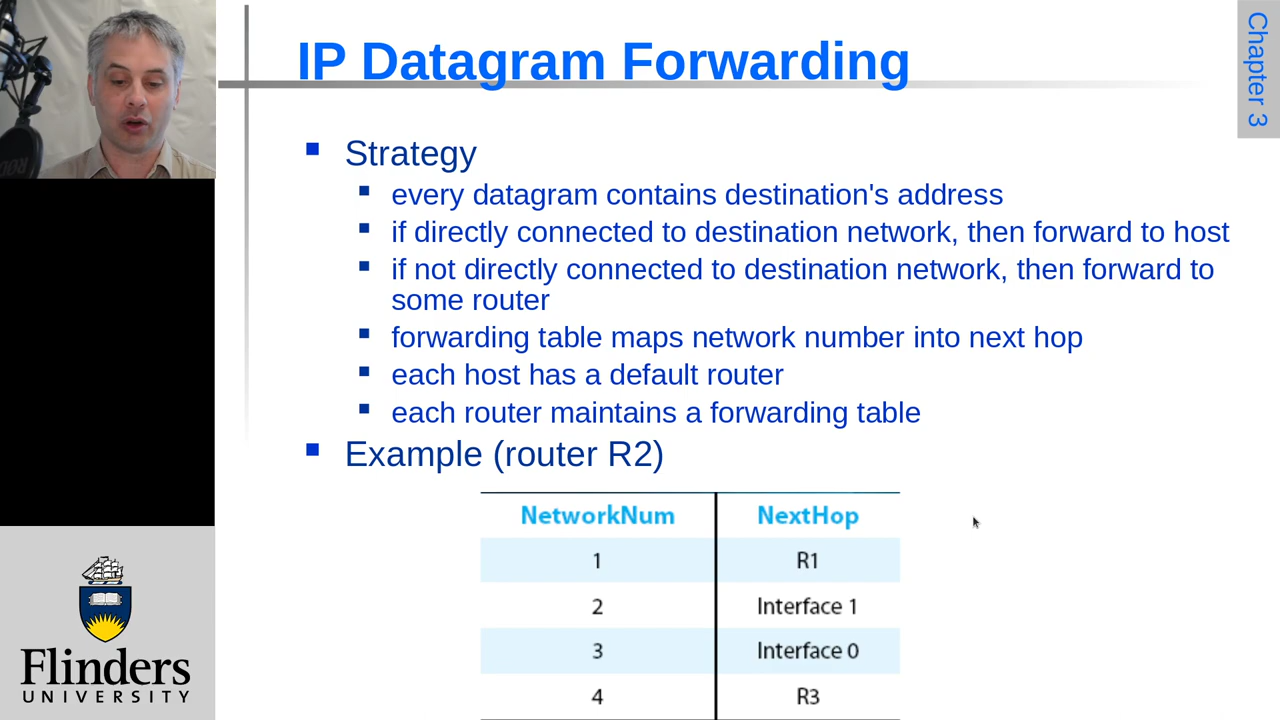 IP Datagram Forwarding
Chapter 3
Strategy
every datagram contains destination's address
if directly connected to destination network, then forward to host
if not directly connected to destination network, then forward to
some router
forwarding table maps network number into next hop
each host has a default router
each router maintains a forwarding table
Example (router R2)
NetworkNum NextHop
1 R1
2 Interface 1
3 Interface 0
4 R3
RODE
Flinders
UNIVERSITY